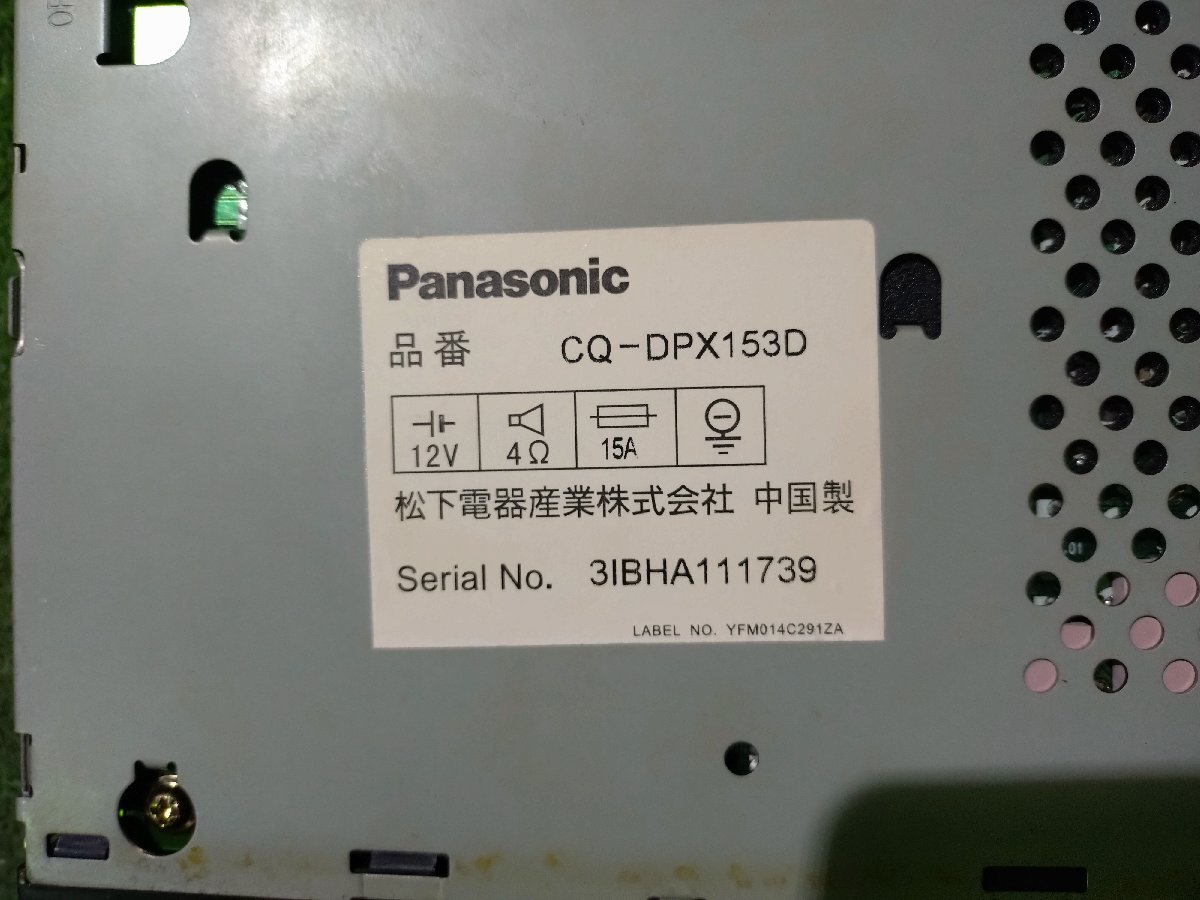 Panasonic
品番 CQ-DPX153D
12V 4Ω 15A
松下電器産業株式会社 中国製
Serial No. 3IBHA111739
LABEL NO. YFM014C291ZA
01